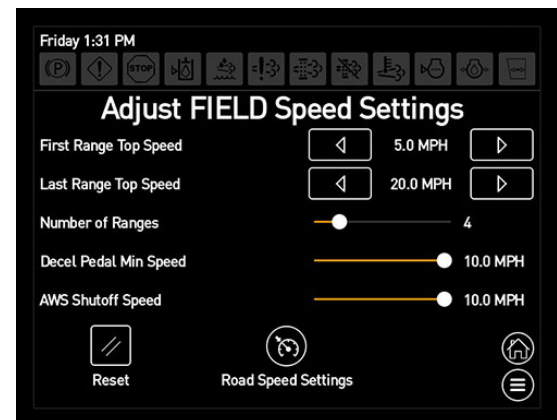 Friday 1:31 PM
(P) STOP
Adjust FIELD Speed Settings
First Range Top Speed 5.0 MPH
Last Range Top Speed 20.0 MPH
Number of Ranges 4
Decel Pedal Min Speed 10.0 MPH
AWS Shutoff Speed 10.0 MPH
Reset Road Speed Settings